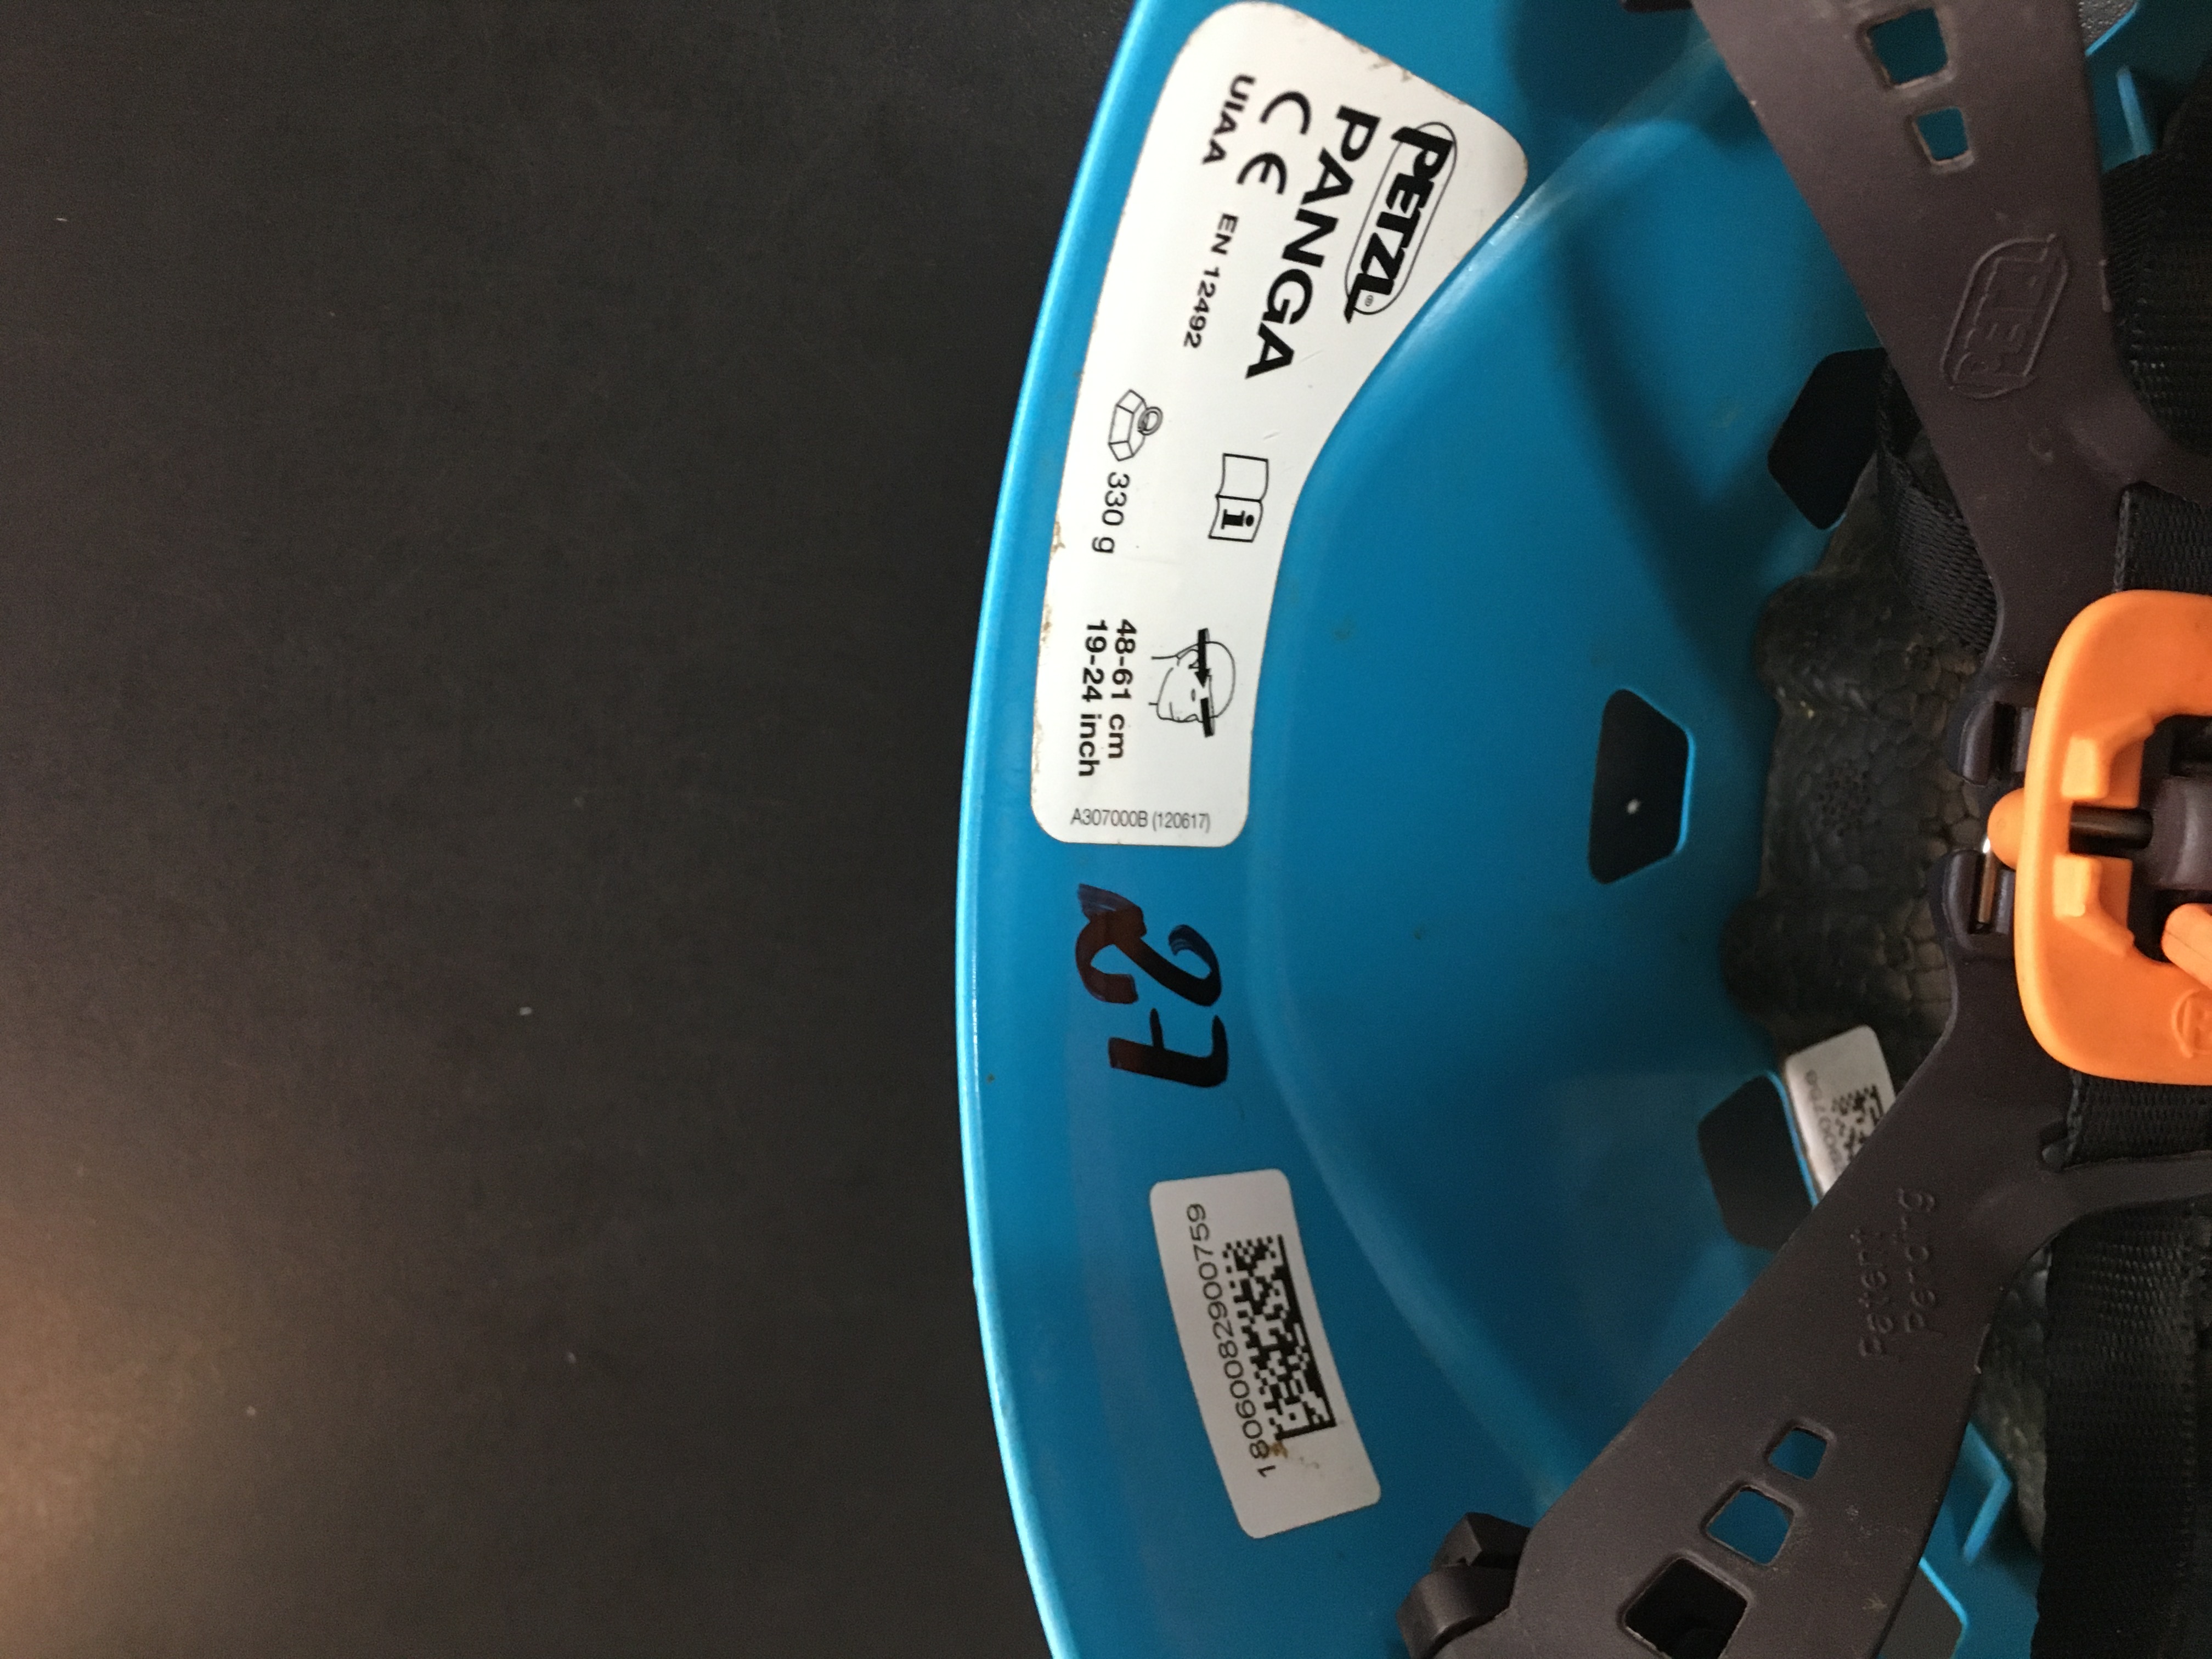 PETZL®
PANGA
CE EN 12492
UIAA
i
330 g
48-61 cm
19-24 inch
A307000B (120617)
27
18060082900759
PETZL
Patent
Pending